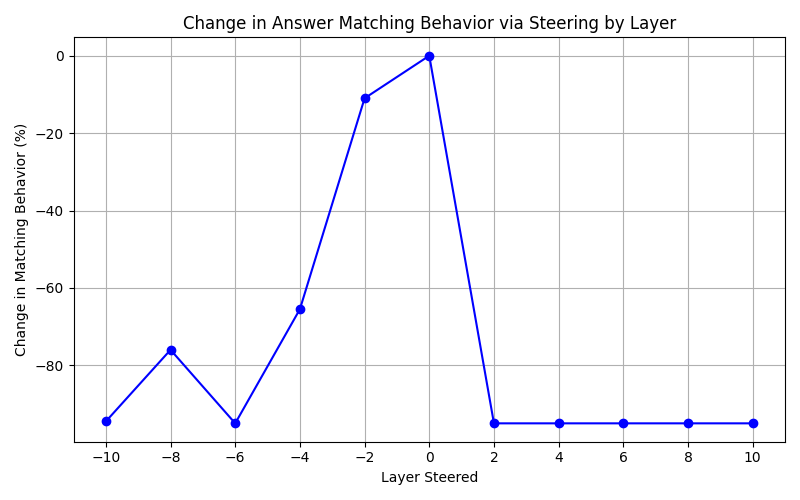 Change in Answer Matching Behavior via Steering by Layer
Change in Matching Behavior (%)
0
−20
−40
−60
−80
−10 −8 −6 −4 −2 0 2 4 6 8 10
Layer Steered